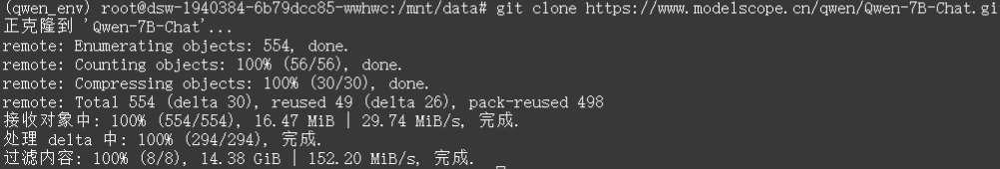 (qwen_env) root@dsw-1940384-6b79dcc85-wwhwc:/mnt/data# git clone https://www.modelscope.cn/qwen/Qwen-7B-Chat.gi
正克隆到 'Qwen-7B-Chat'...
remote: Enumerating objects: 554, done.
remote: Counting objects: 100% (56/56), done.
remote: Compressing objects: 100% (30/30), done.
remote: Total 554 (delta 30), reused 49 (delta 26), pack-reused 498
接收对象中: 100% (554/554), 16.47 MiB | 29.74 MiB/s, 完成.
处理 delta 中: 100% (294/294), 完成.
过滤内容: 100% (8/8), 14.38 GiB | 152.20 MiB/s, 完成.